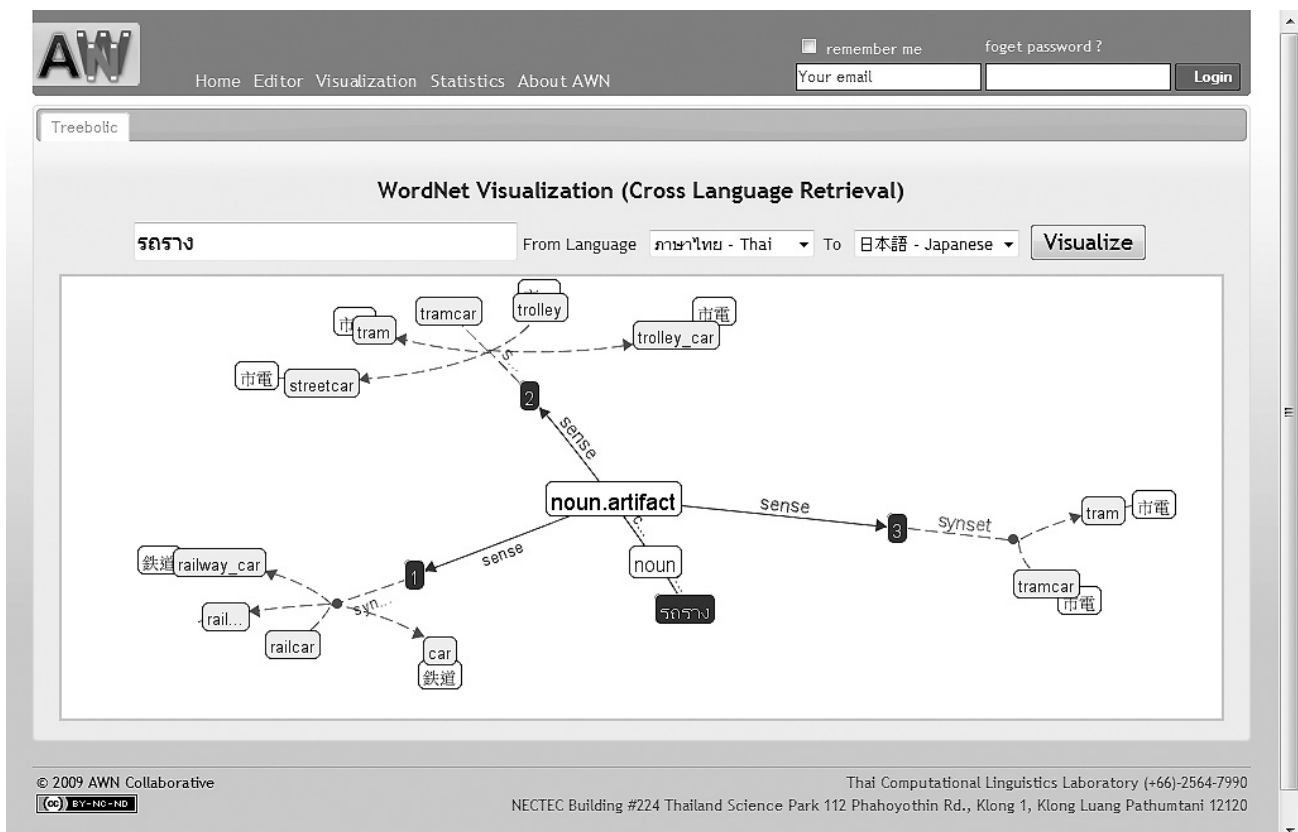 AWN
remember me foget password ?
Your email Login
Home Editor Visualization Statistics About AWN
Treebolic
WordNet Visualization (Cross Language Retrieval)
รถราง From Language ภาษาไทย - Thai To 日本語 - Japanese Visualize
tramcar trolley 市電
市 tram trolley_car
s...
市電 streetcar
2
sense
noun.artifact sense 3 synset tram 市電
c...
sense noun tramcar
市電
鉄道 railway_car 1
syn... รถราง
rail...
railcar car
鉄道
© 2009 AWN Collaborative Thai Computational Linguistics Laboratory (+66)-2564-7990
(cc) BY-NC-ND NECTEC Building #224 Thailand Science Park 112 Phahoyothin Rd., Klong 1, Klong Luang Pathumtani 12120